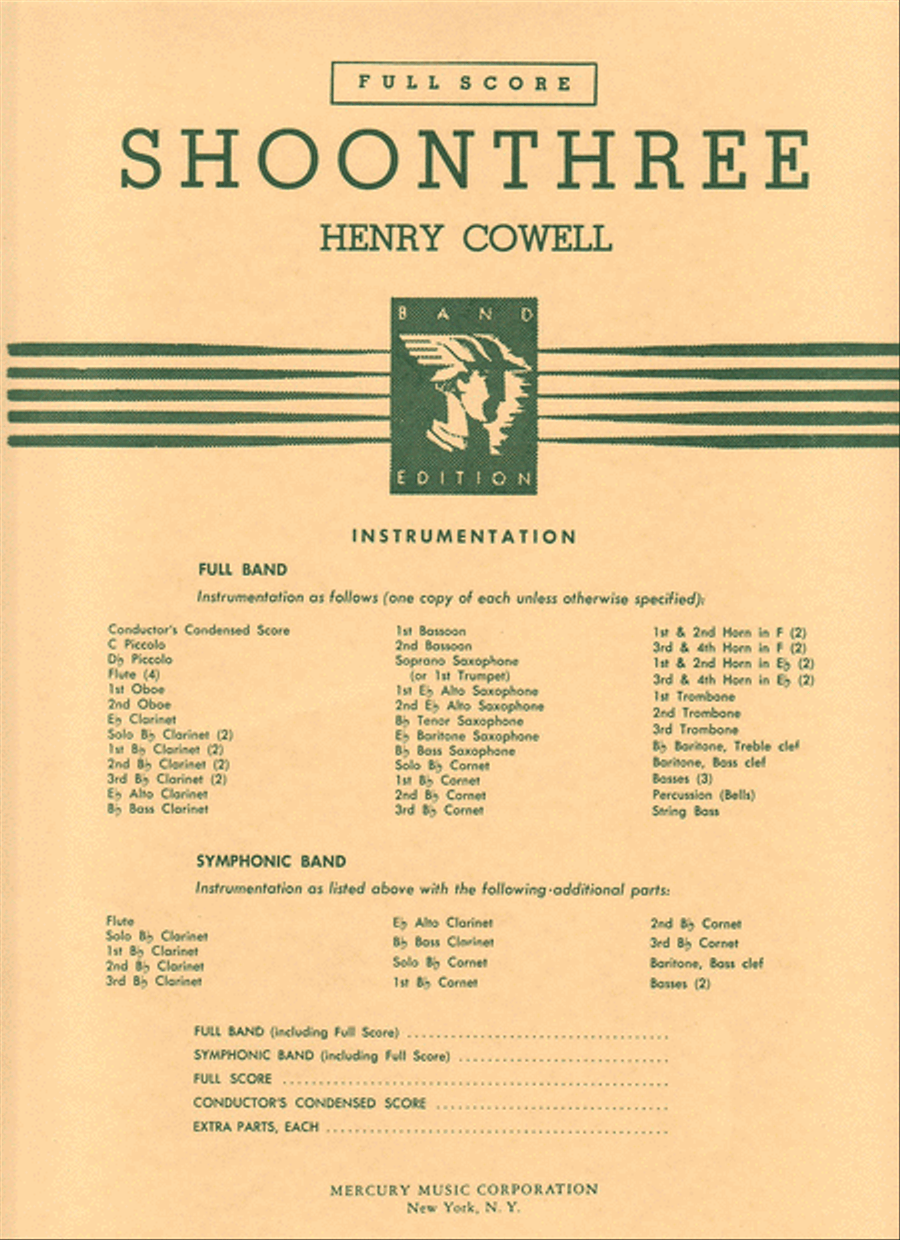 FULL SCORE
SHOONTHREE
HENRY COWELL
BAND
EDITION
INSTRUMENTATION
FULL BAND
Instrumentation as follows (one copy of each unless otherwise specified):
Conductor's Condensed Score
C Piccolo
D♭ Piccolo
Flute (4)
1st Oboe
2nd Oboe
E♭ Clarinet
Solo B♭ Clarinet (2)
1st B♭ Clarinet (2)
2nd B♭ Clarinet (2)
3rd B♭ Clarinet (2)
E♭ Alto Clarinet
B♭ Bass Clarinet
1st Bassoon
2nd Bassoon
Soprano Saxophone
(or 1st Trumpet)
1st E♭ Alto Saxophone
2nd E♭ Alto Saxophone
B♭ Tenor Saxophone
E♭ Baritone Saxophone
B♭ Bass Saxophone
Solo B♭ Cornet
1st B♭ Cornet
2nd B♭ Cornet
3rd B♭ Cornet
1st & 2nd Horn in F (2)
3rd & 4th Horn in F (2)
1st & 2nd Horn in E♭ (2)
3rd & 4th Horn in E♭ (2)
1st Trombone
2nd Trombone
3rd Trombone
B♭ Baritone, Treble clef
Baritone, Bass clef
Basses (3)
Percussion (Bells)
String Bass
SYMPHONIC BAND
Instrumentation as listed above with the following·additional parts:
Flute
Solo B♭ Clarinet
1st B♭ Clarinet
2nd B♭ Clarinet
3rd B♭ Clarinet
E♭ Alto Clarinet
B♭ Bass Clarinet
Solo B♭ Cornet
1st B♭ Cornet
2nd B♭ Cornet
3rd B♭ Cornet
Baritone, Bass clef
Basses (2)
FULL BAND (including Full Score) ................................
SYMPHONIC BAND (including Full Score) ..........................
FULL SCORE ................................................
CONDUCTOR'S CONDENSED SCORE ............................
EXTRA PARTS, EACH ..........................................
MERCURY MUSIC CORPORATION
New York, N. Y.